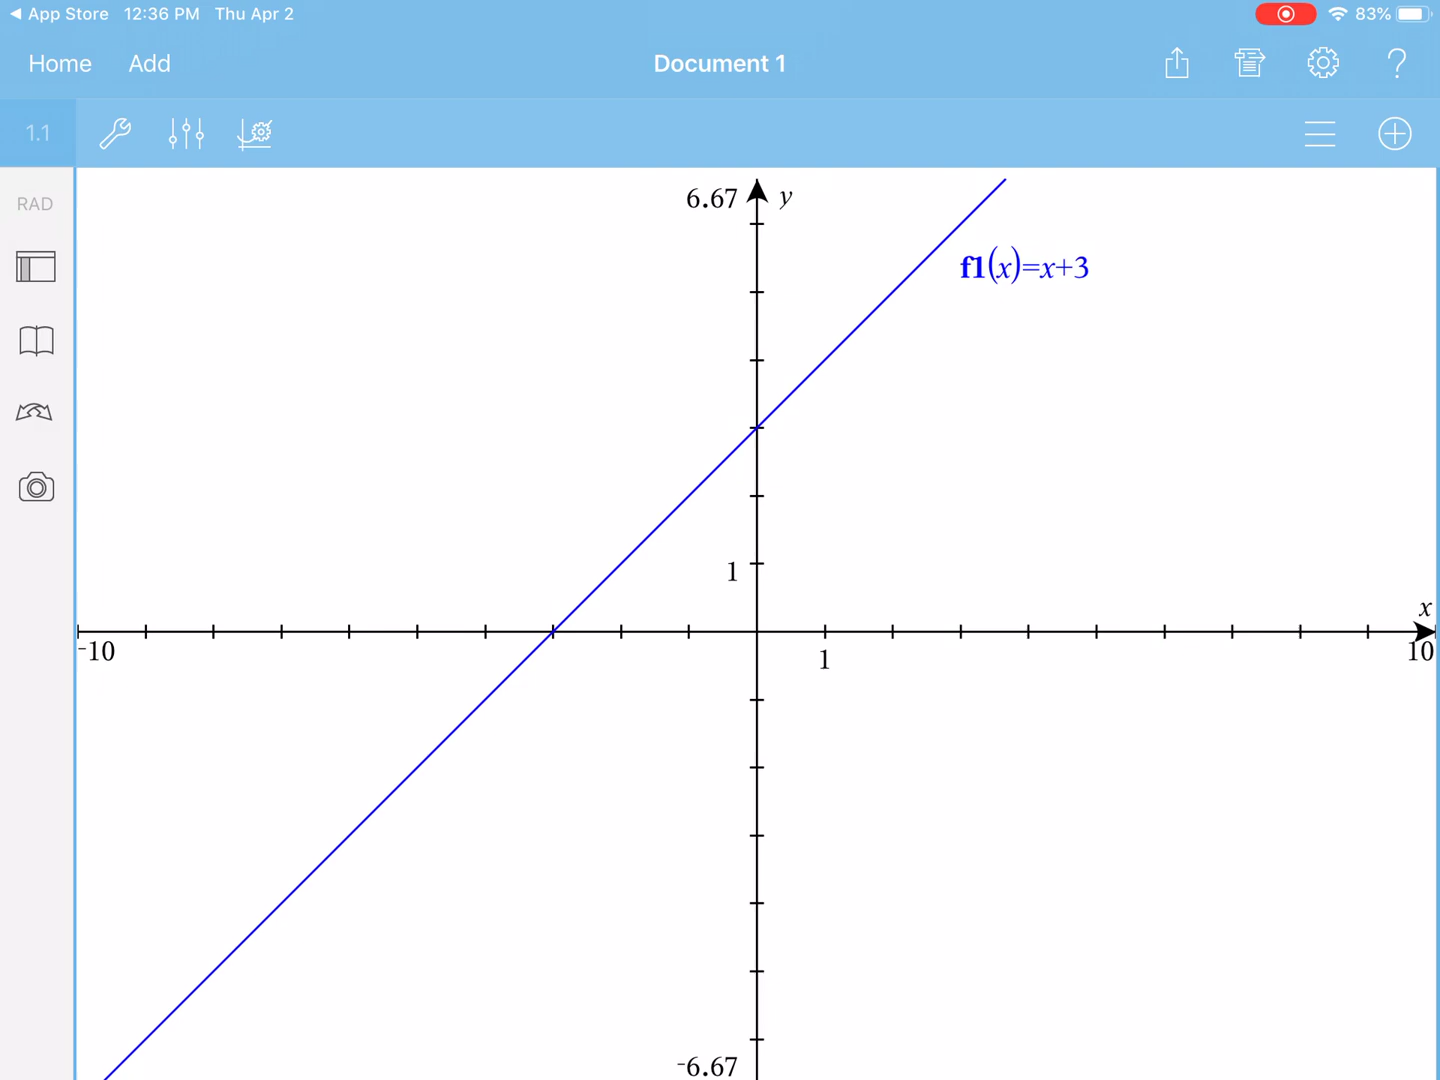 ◀ App Store 12:36 PM Thu Apr 2 83%
Home Add Document 1 ?
1.1
RAD
6.67 y
f1(x)=x+3
1
x
-10 1 10
-6.67